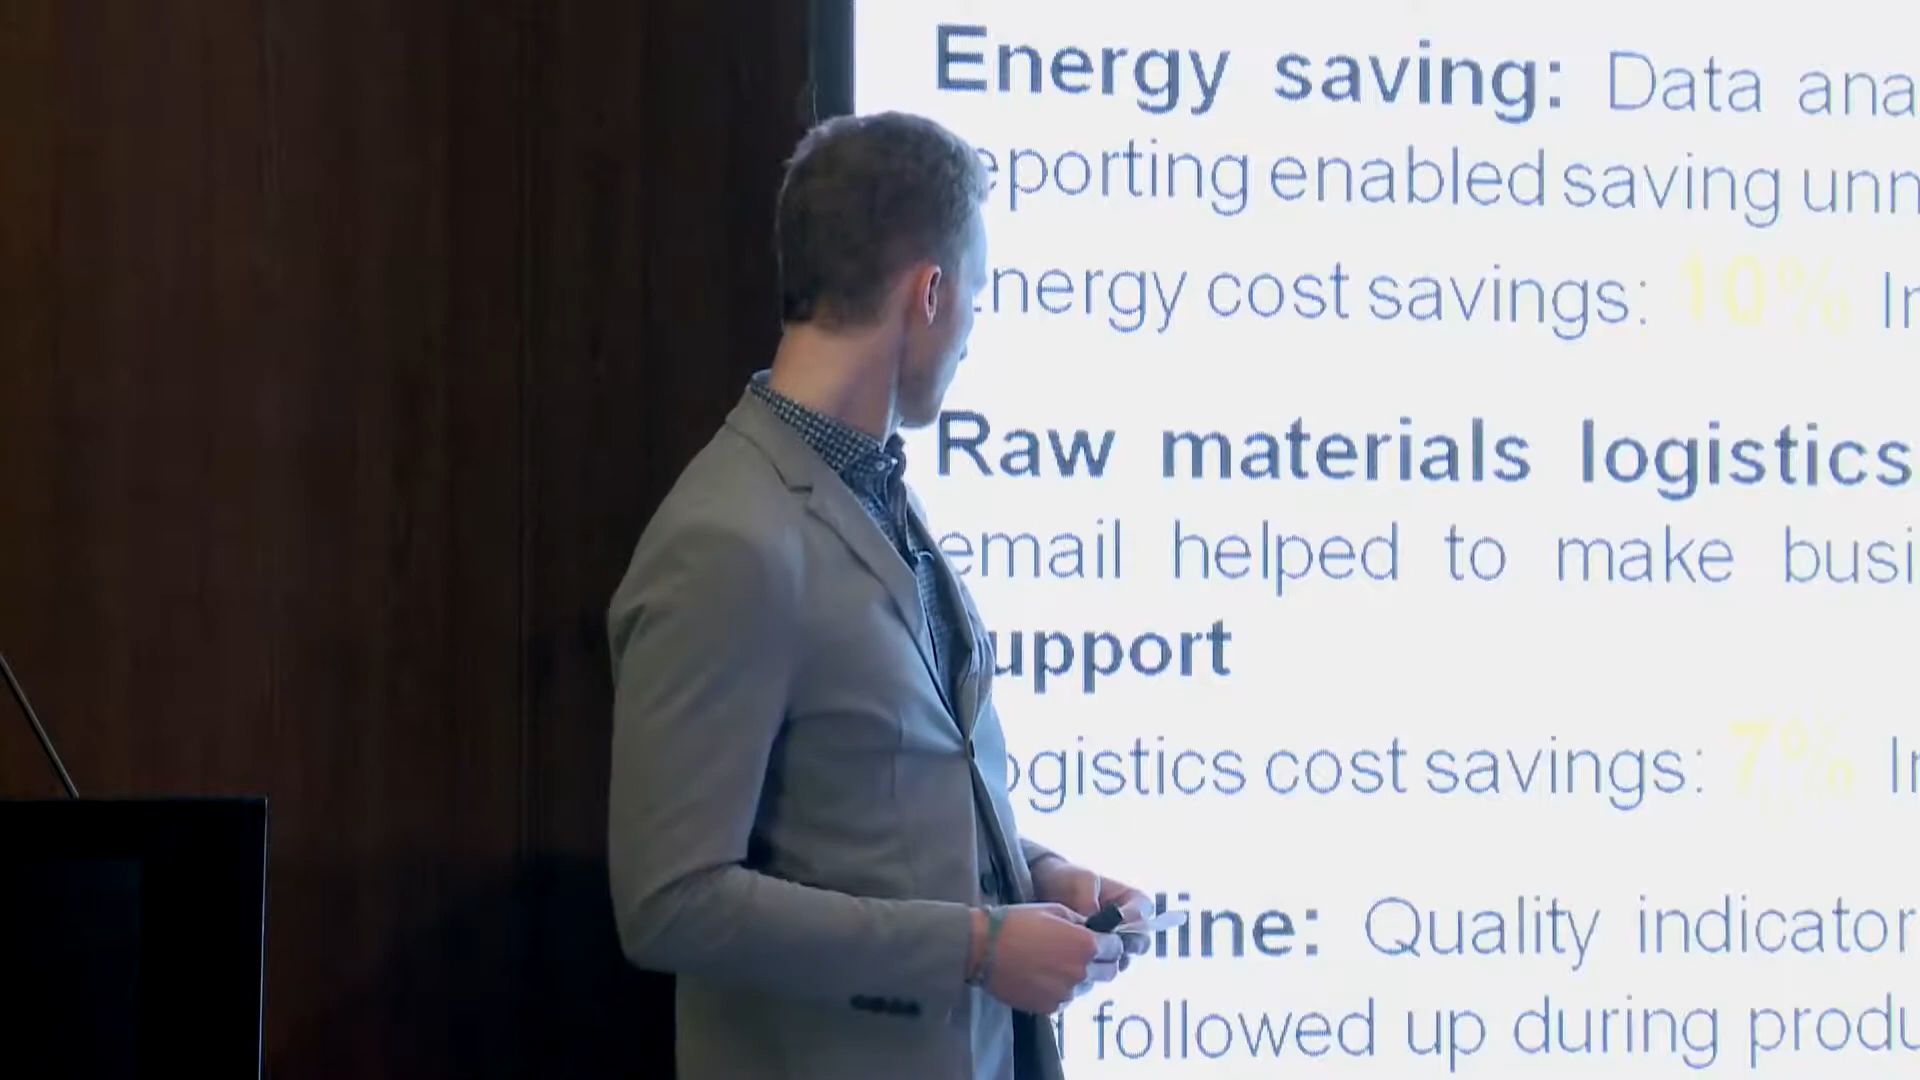 Energy saving: Data ana
eporting enabled saving unn
nergy cost savings: 10% In
Raw materials logistics
email helped to make busi
upport
ogistics cost savings: 7% In
line: Quality indicator
followed up during produ